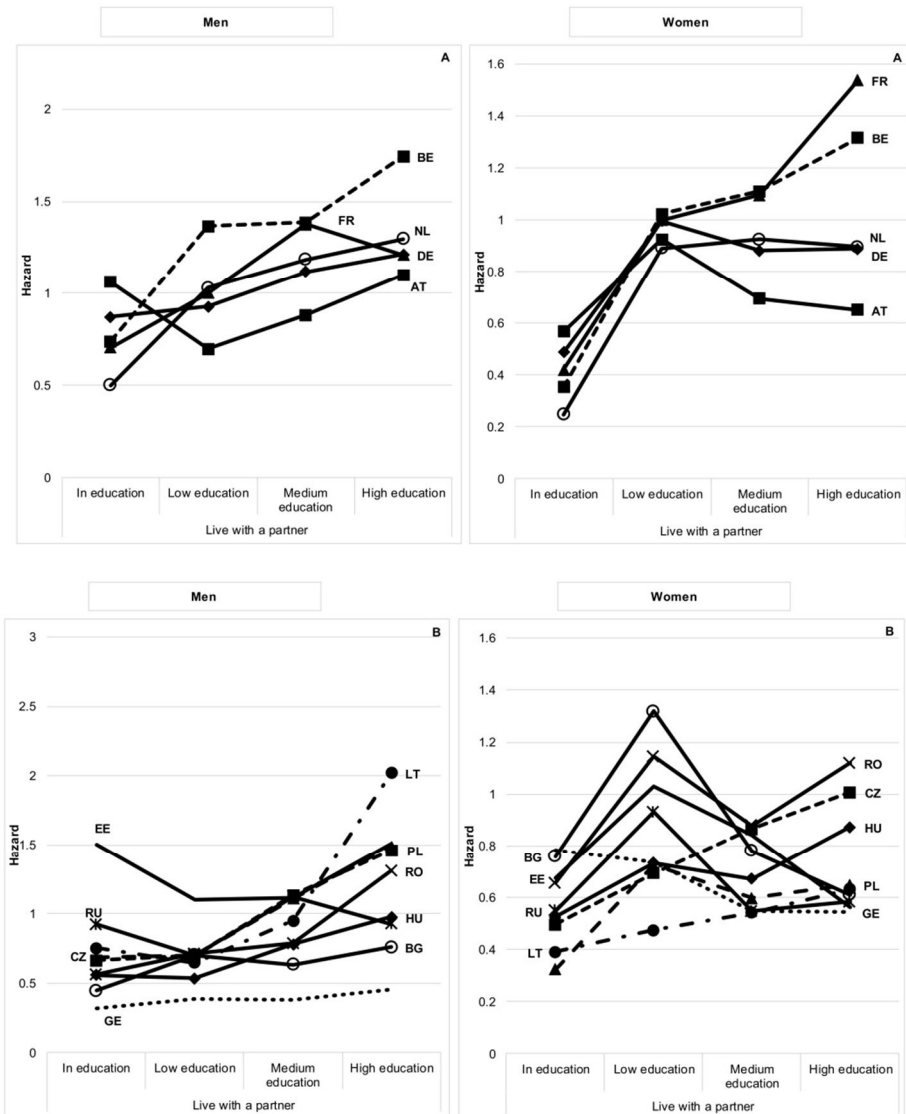 Men
Women
A
2
1.5
1
0.5
0
Hazard
BE
FR
NL
DE
AT
In education
Low education
Medium education
High education
Live with a partner
A
1.6
1.4
1.2
1
0.8
0.6
0.4
0.2
0
Hazard
FR
BE
NL
DE
AT
In education
Low education
Medium education
High education
Live with a partner
Men
Women
B
3
2.5
2
1.5
1
0.5
0
Hazard
EE
RU
CZ
GE
LT
PL
RO
HU
BG
In education
Low education
Medium education
High education
Live with a partner
B
1.6
1.4
1.2
1
0.8
0.6
0.4
0.2
0
Hazard
BG
EE
RU
LT
RO
CZ
HU
PL
GE
In education
Low education
Medium education
High education
Live with a partner